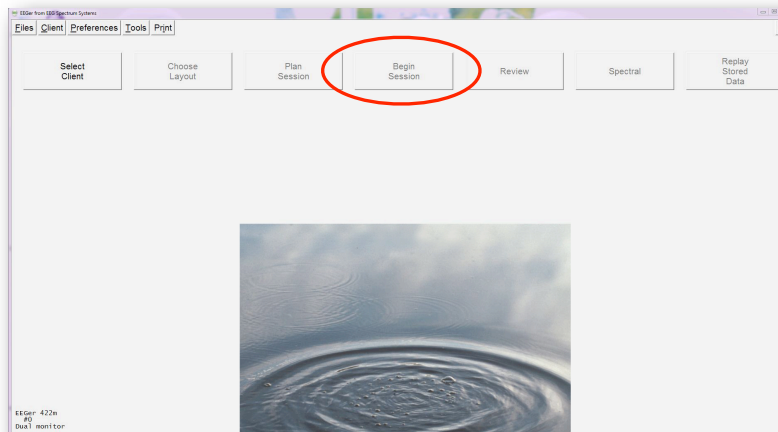 EEGer from EEG Spectrum Systems
Files Client Preferences Tools Print
Select
Client
Choose
Layout
Plan
Session
Begin
Session
Review
Spectral
Replay
Stored
Data
EEGer 422m
#0
Dual monitor